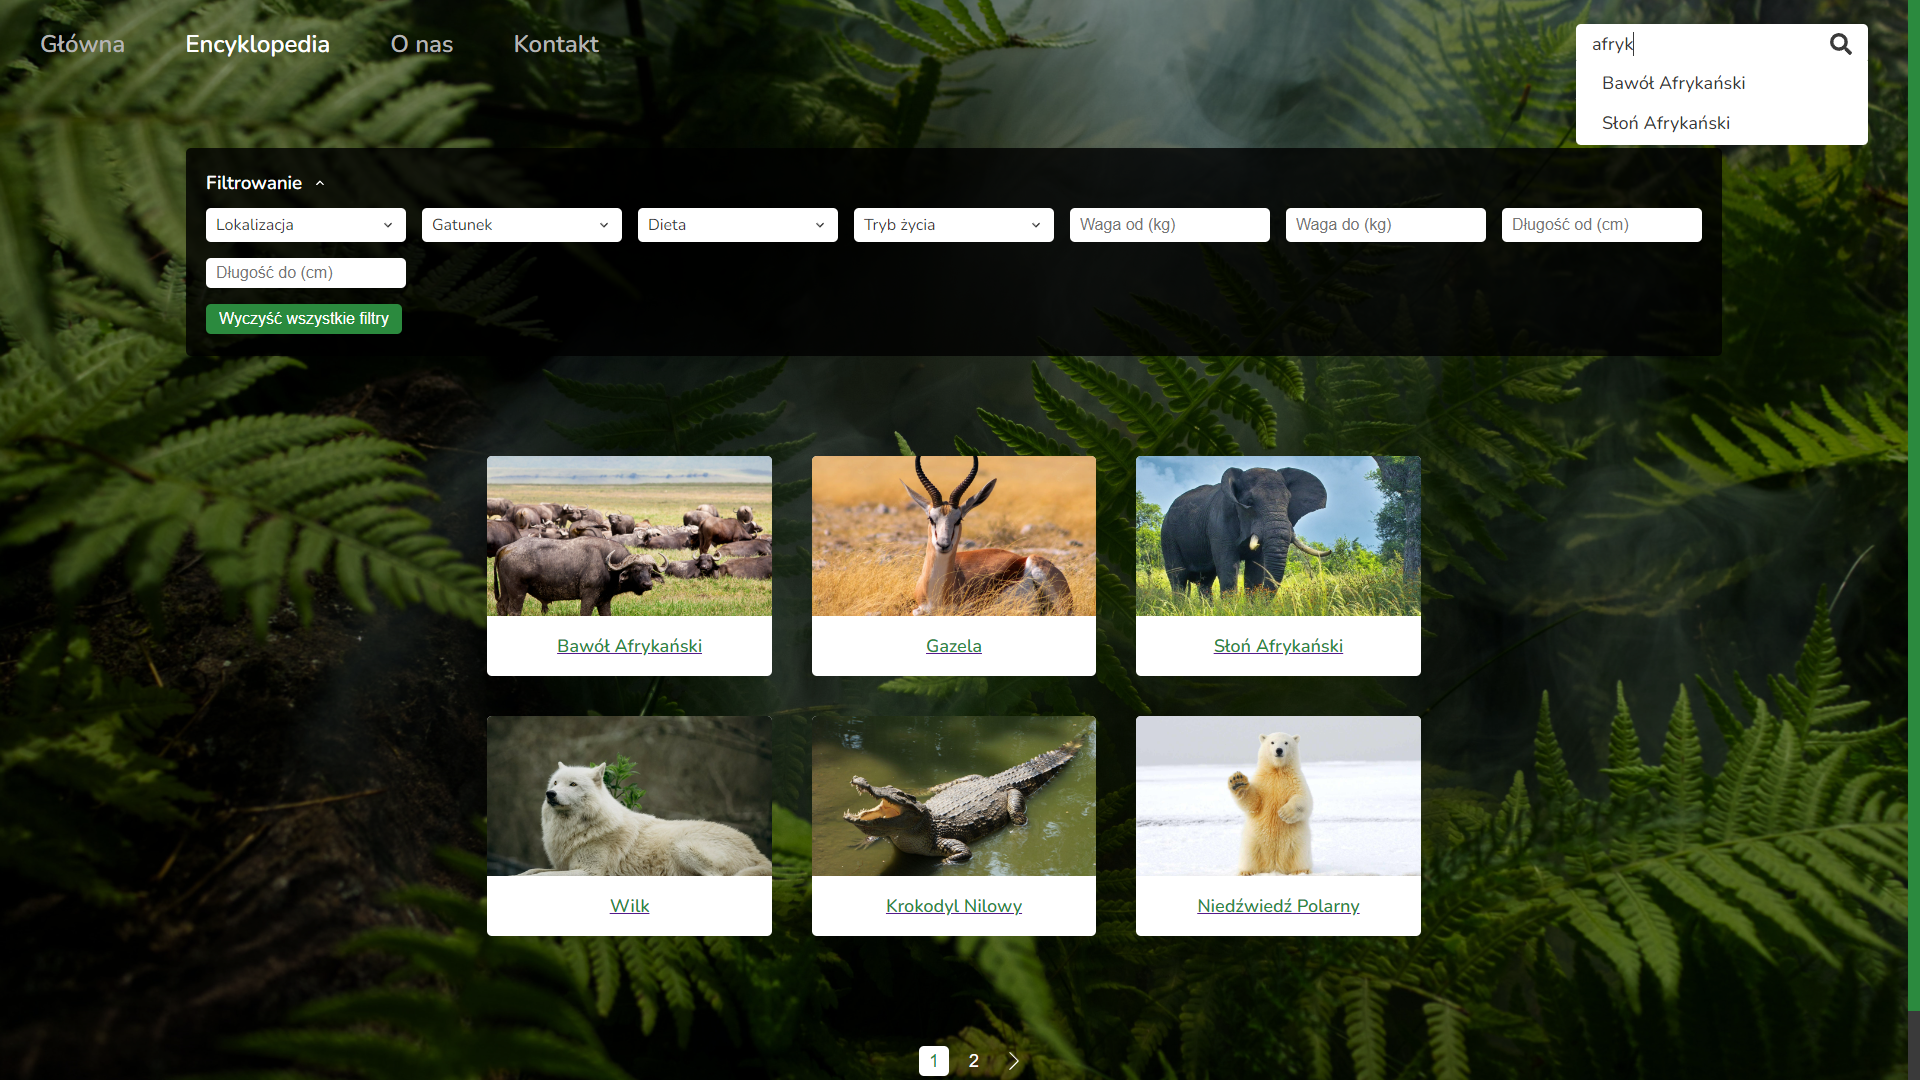 Główna Encyklopedia O nas Kontakt
afryk
Bawół Afrykański
Słoń Afrykański
Filtrowanie
Lokalizacja Gatunek Dieta Tryb życia Waga od (kg) Waga do (kg) Długość od (cm)
Długość do (cm)
Wyczyść wszystkie filtry
Bawół Afrykański Gazela Słoń Afrykański
Wilk Krokodyl Nilowy Niedźwiedź Polarny
1 2